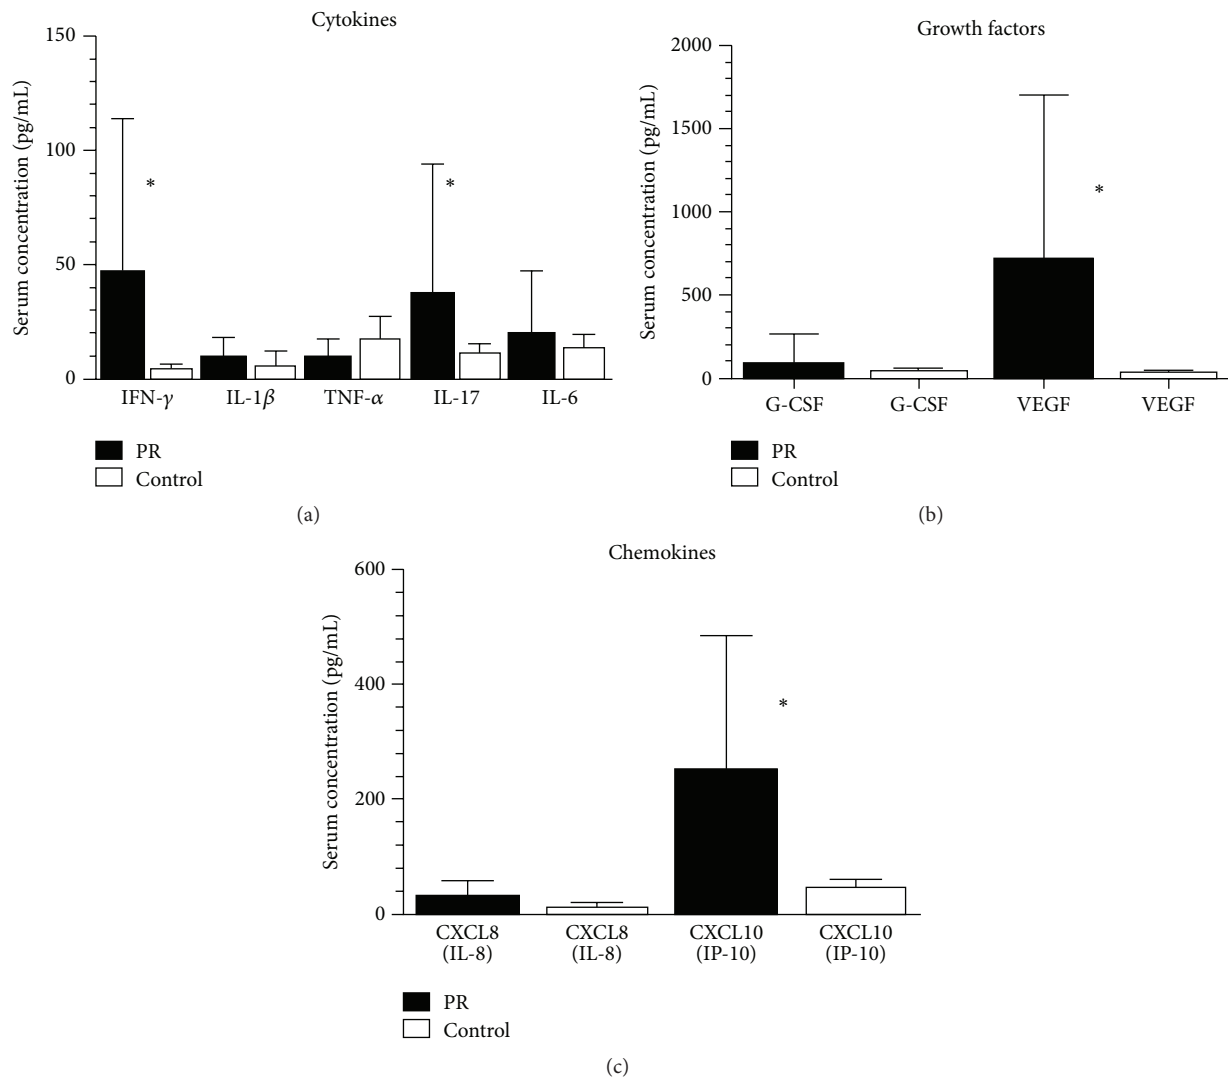 Cytokines
Serum concentration (pg/mL)
150
100
50
0
*
*
IFN-γ IL-1β TNF-α IL-17 IL-6
PR
Control
(a)
Growth factors
Serum concentration (pg/mL)
2000
1500
1000
500
0
*
G-CSF G-CSF VEGF VEGF
PR
Control
(b)
Chemokines
Serum concentration (pg/mL)
600
400
200
0
*
CXCL8 CXCL8 CXCL10 CXCL10
(IL-8) (IL-8) (IP-10) (IP-10)
PR
Control
(c)